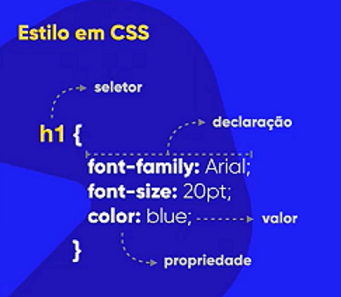 Estilo em CSS
seletor
h1 {
declaração
font-family: Arial;
font-size: 20pt;
color: blue;
valor
}
propriedade